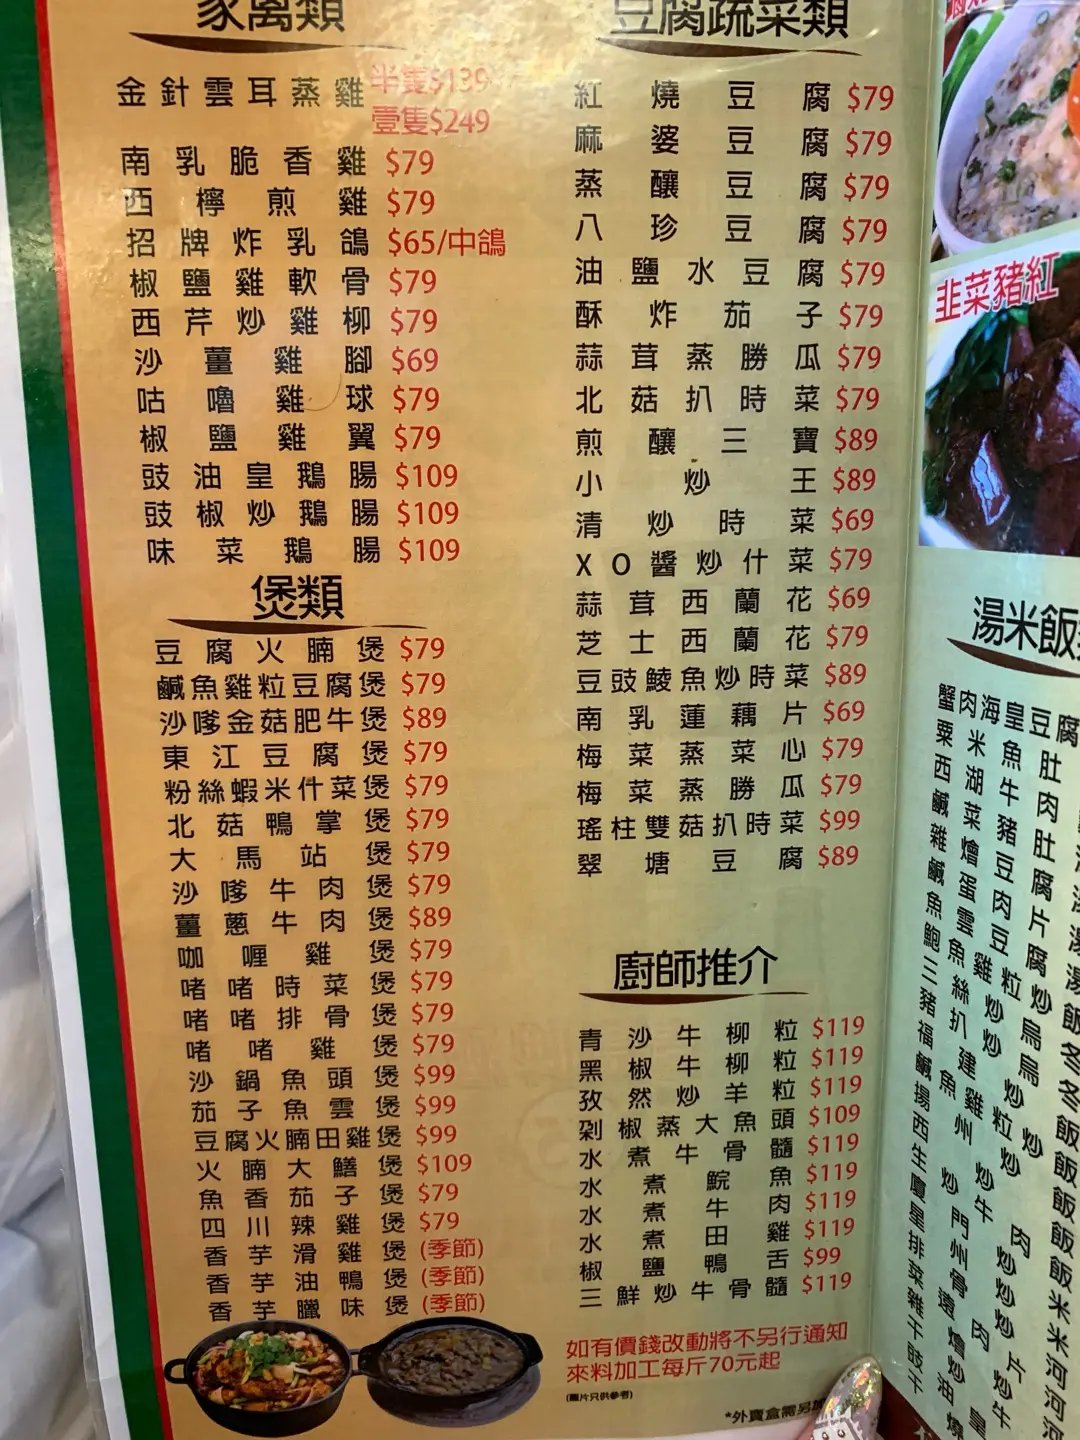 家禽類
金針雲耳蒸雞 半隻$139
壹隻$249
南乳脆香雞 $79
西檸煎雞 $79
招牌炸乳鴿 $65/中鴿
椒鹽雞軟骨 $79
西芹炒雞柳 $79
沙薑雞腳 $69
咕嚕雞球 $79
椒鹽雞翼 $79
豉油皇鵝腸 $109
豉椒炒鵝腸 $109
味菜鵝腸 $109
煲類
豆腐火腩煲 $79
鹹魚雞粒豆腐煲 $79
沙嗲金菇肥牛煲 $89
東江豆腐煲 $79
粉絲蝦米什菜煲 $79
北菇鴨掌煲 $79
大馬站煲 $79
沙嗲牛肉煲 $79
薑蔥牛肉煲 $89
咖喱雞煲 $79
啫啫時菜煲 $79
啫啫排骨煲 $79
啫啫雞煲 $79
沙鍋魚頭煲 $99
茄子魚雲煲 $99
豆腐火腩田雞煲 $99
火腩大鱔煲 $109
魚香茄子煲 $79
四川辣雞煲 $79
香芋滑雞煲 (季節)
香芋油鴨煲 (季節)
香芋臘味煲 (季節)
豆腐蔬菜類
紅燒豆腐 $79
麻婆豆腐 $79
蒸釀豆腐 $79
八珍豆腐 $79
油鹽水豆腐 $79
酥炸茄子 $79
蒜茸蒸勝瓜 $79
北菇扒時菜 $79
煎釀三寶 $89
小炒王 $89
清炒時菜 $69
XO醬炒什菜 $79
蒜茸西蘭花 $69
芝士西蘭花 $79
豆豉鯪魚炒時菜 $89
南乳蓮藕片 $69
梅菜蒸菜心 $79
梅菜蒸勝瓜 $79
瑤柱雙菇扒時菜 $99
翠塘豆腐 $89
廚師推介
青沙牛柳粒 $119
黑椒牛柳粒 $119
孜然炒羊粒 $119
剁椒蒸大魚頭 $109
水煮牛骨髓 $119
水煮鯇魚 $119
水煮牛肉 $119
水煮田雞 $119
椒鹽鴨舌 $99
三鮮炒牛骨髓 $119
如有價錢改動將不另行通知
來料加工每斤70元起
(圖片只供參考)
*外賣盒需另加
韭菜豬紅
湯米飯